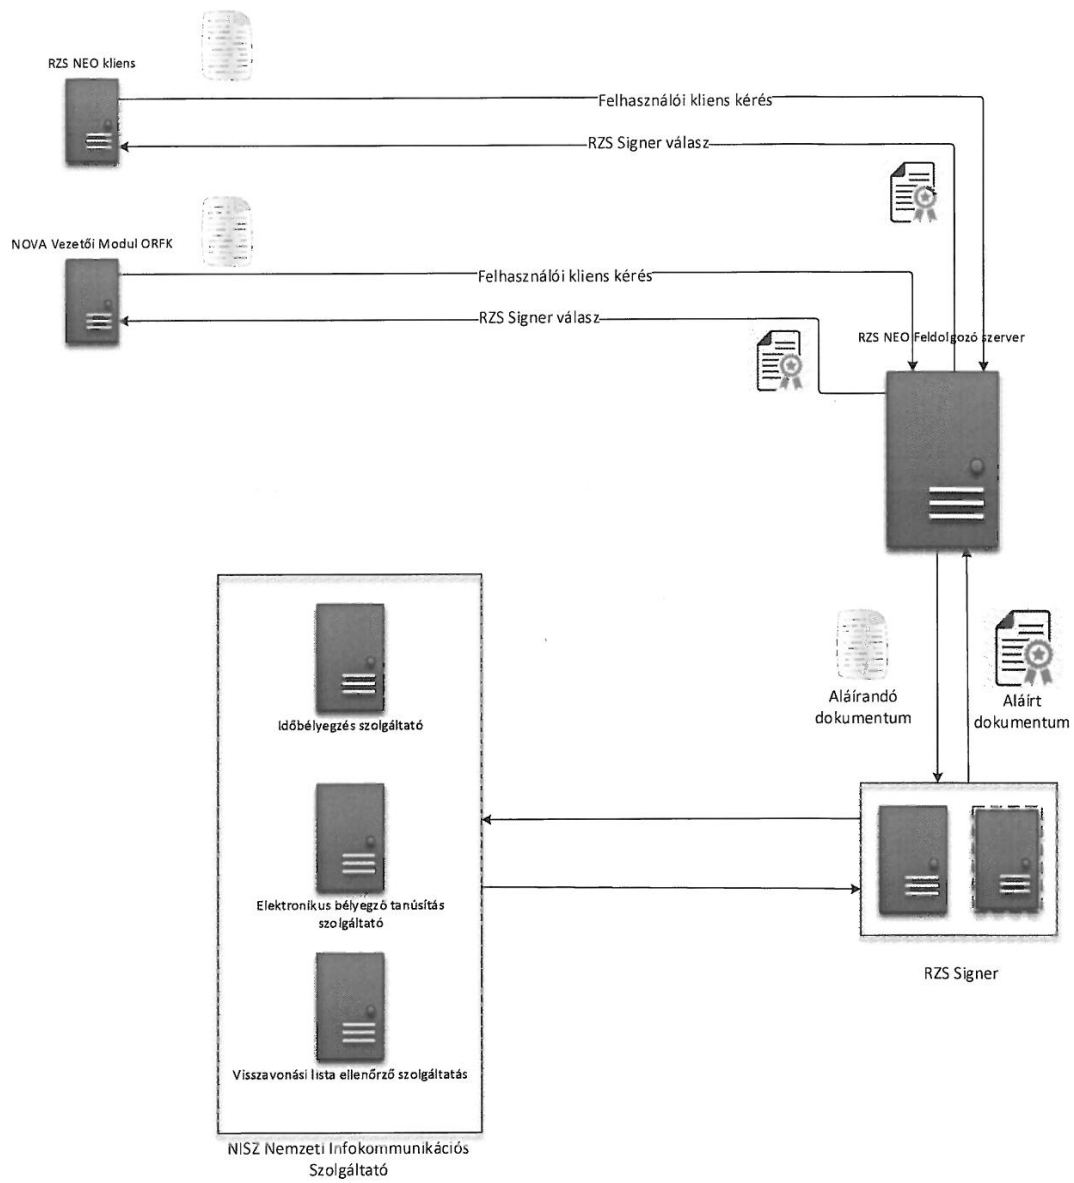 RZS NEO kliens
Felhasználói kliens kérés
RZS Signer válasz
NOVA Vezetői Modul ORFK
Felhasználói kliens kérés
RZS Signer válasz
RZS NEO Feldolgozó szerver
Aláírandó
dokumentum
Aláírt
dokumentum
Időbélyegzés szolgáltató
Elektronikus bélyegző tanúsítás
szolgáltató
Visszavonási lista ellenőrző szolgáltatás
RZS Signer
NISZ Nemzeti Infokommunikációs
Szolgáltató